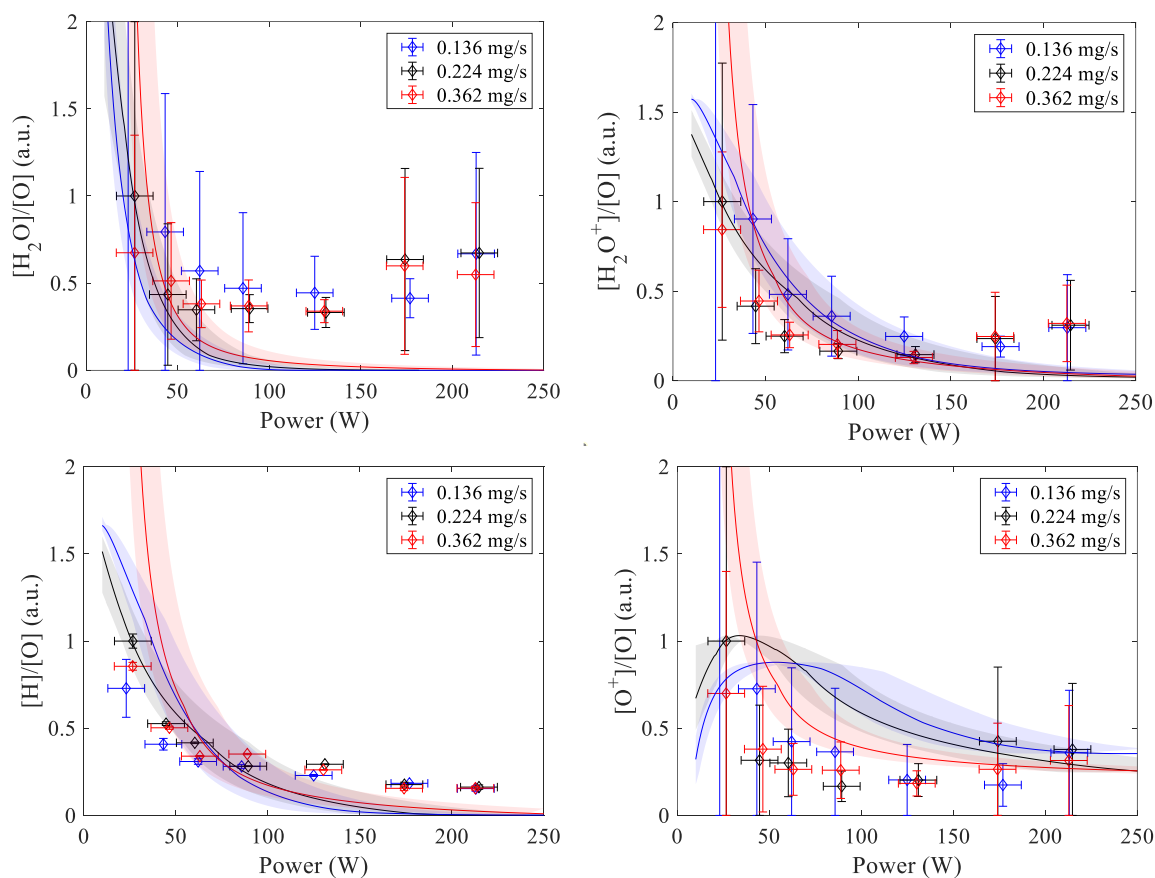 2
1.5
1
0.5
0
[H2O]/[O] (a.u.)
0.136 mg/s
0.224 mg/s
0.362 mg/s
0 50 100 150 200 250
Power (W)
2
1.5
1
0.5
0
[H2O+]/[O] (a.u.)
0.136 mg/s
0.224 mg/s
0.362 mg/s
0 50 100 150 200 250
Power (W)
2
1.5
1
0.5
0
[H]/[O] (a.u.)
0.136 mg/s
0.224 mg/s
0.362 mg/s
0 50 100 150 200 250
Power (W)
2
1.5
1
0.5
0
[O+]/[O] (a.u.)
0.136 mg/s
0.224 mg/s
0.362 mg/s
0 50 100 150 200 250
Power (W)